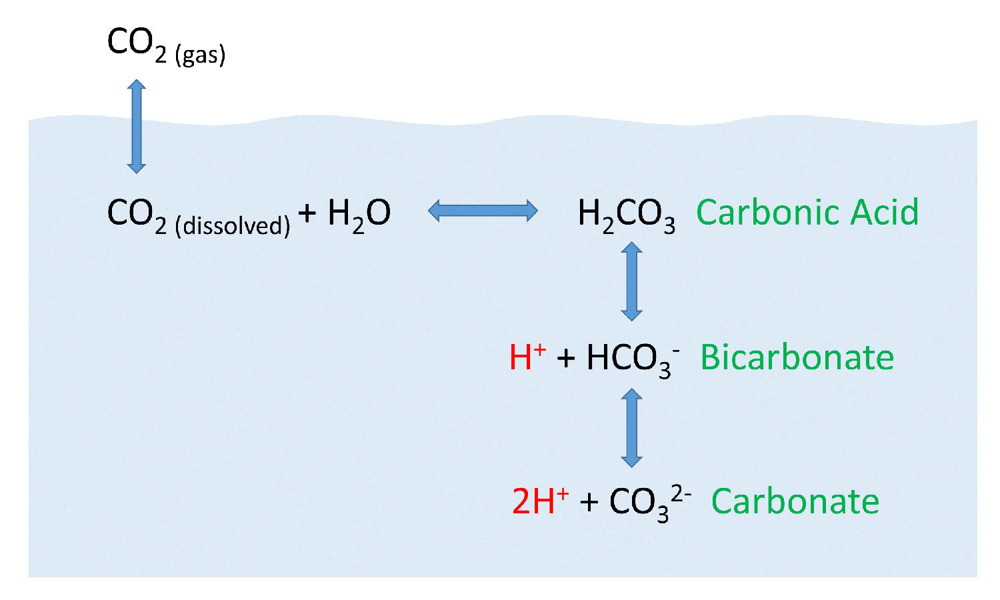 CO₂ (gas)
CO₂ (dissolved) + H₂O H₂CO₃ Carbonic Acid
H⁺ + HCO₃⁻ Bicarbonate
2H⁺ + CO₃²⁻ Carbonate